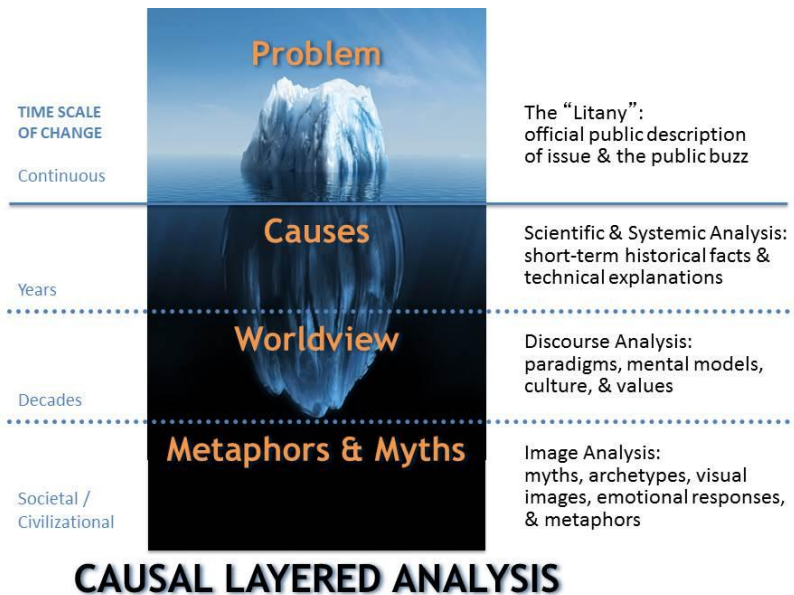 Problem
TIME SCALE
OF CHANGE
Continuous
The “Litany”:
official public description
of issue & the public buzz
Causes
Years
Scientific & Systemic Analysis:
short-term historical facts &
technical explanations
Worldview
Decades
Discourse Analysis:
paradigms, mental models,
culture, & values
Metaphors & Myths
Societal /
Civilizational
Image Analysis:
myths, archetypes, visual
images, emotional responses,
& metaphors
CAUSAL LAYERED ANALYSIS